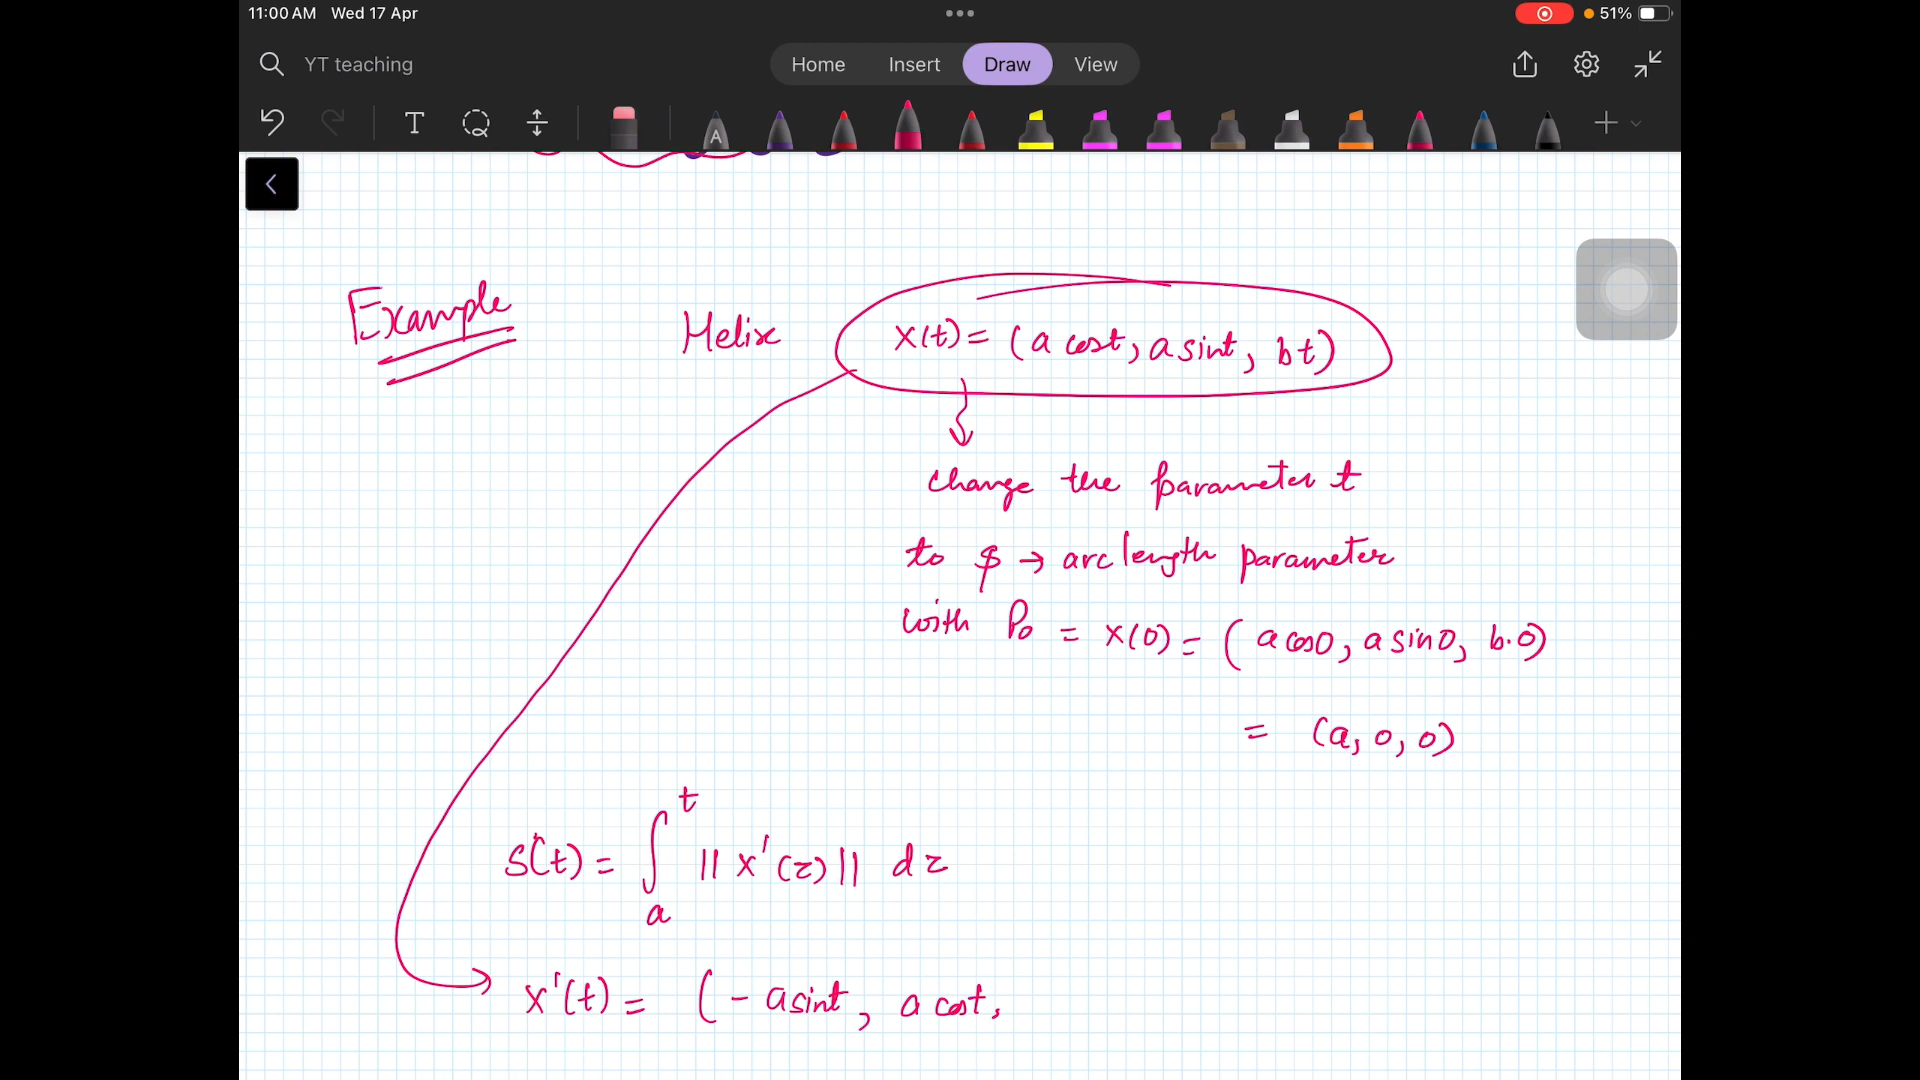 11:00 AM Wed 17 Apr
51%
YT teaching
Home Insert Draw View
T A
Example
Helix x(t) = (a cost, a sint, bt)
change the parameter t
to s → arc length parameter
with P₀ = x(0) = (a cos0, a sin0, b.0)
= (a, 0, 0)
s(t) = ∫ₐᵗ || x'(z) || dz
x'(t) = (- a sint, a cost,